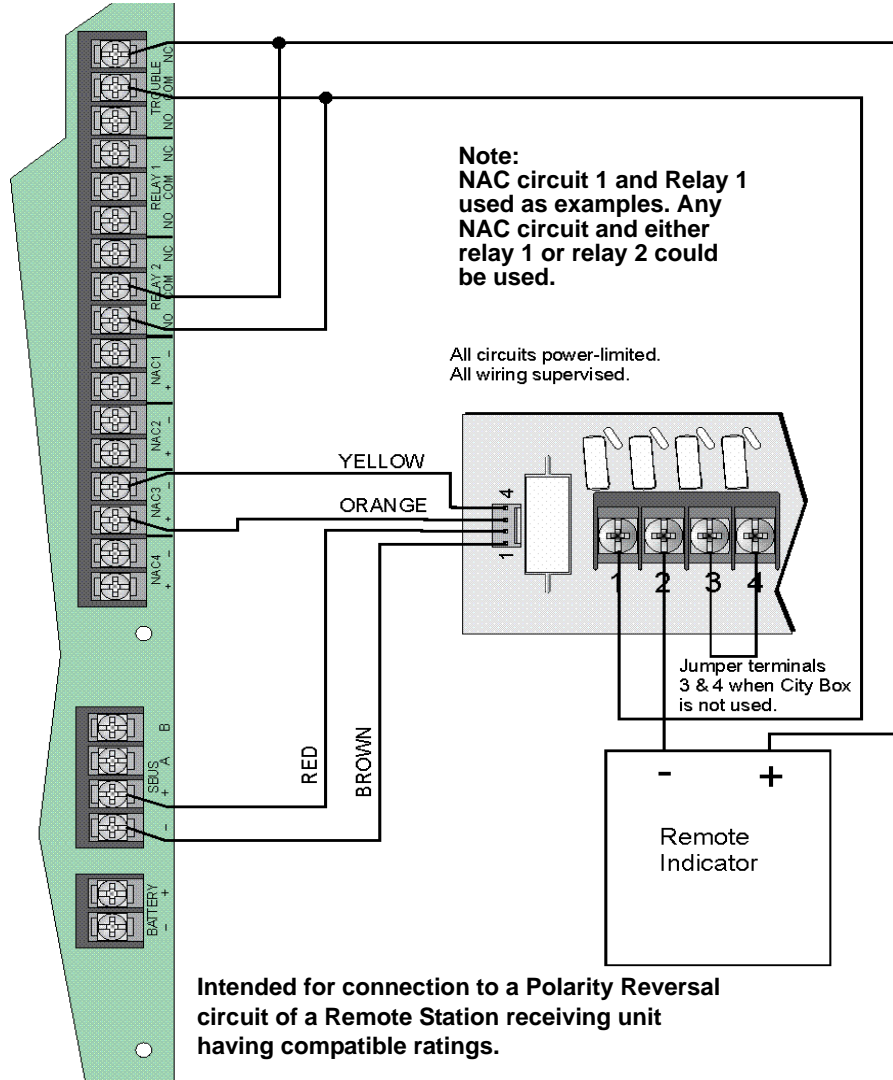 NC
COM
NO
TROUBLE
NC
COM
NO
RELAY 1
NC
COM
NO
RELAY 2
–
+
NAC1
–
+
NAC2
–
+
NAC3
–
+
NAC4
B
A
+
–
SBUS
+
–
BATTERY
Note:
NAC circuit 1 and Relay 1
used as examples. Any
NAC circuit and either
relay 1 or relay 2 could
be used.
All circuits power-limited.
All wiring supervised.
YELLOW
ORANGE
RED
BROWN
4
1
1 2 3 4
Jumper terminals
3 & 4 when City Box
is not used.
- +
Remote
Indicator
Intended for connection to a Polarity Reversal
circuit of a Remote Station receiving unit
having compatible ratings.